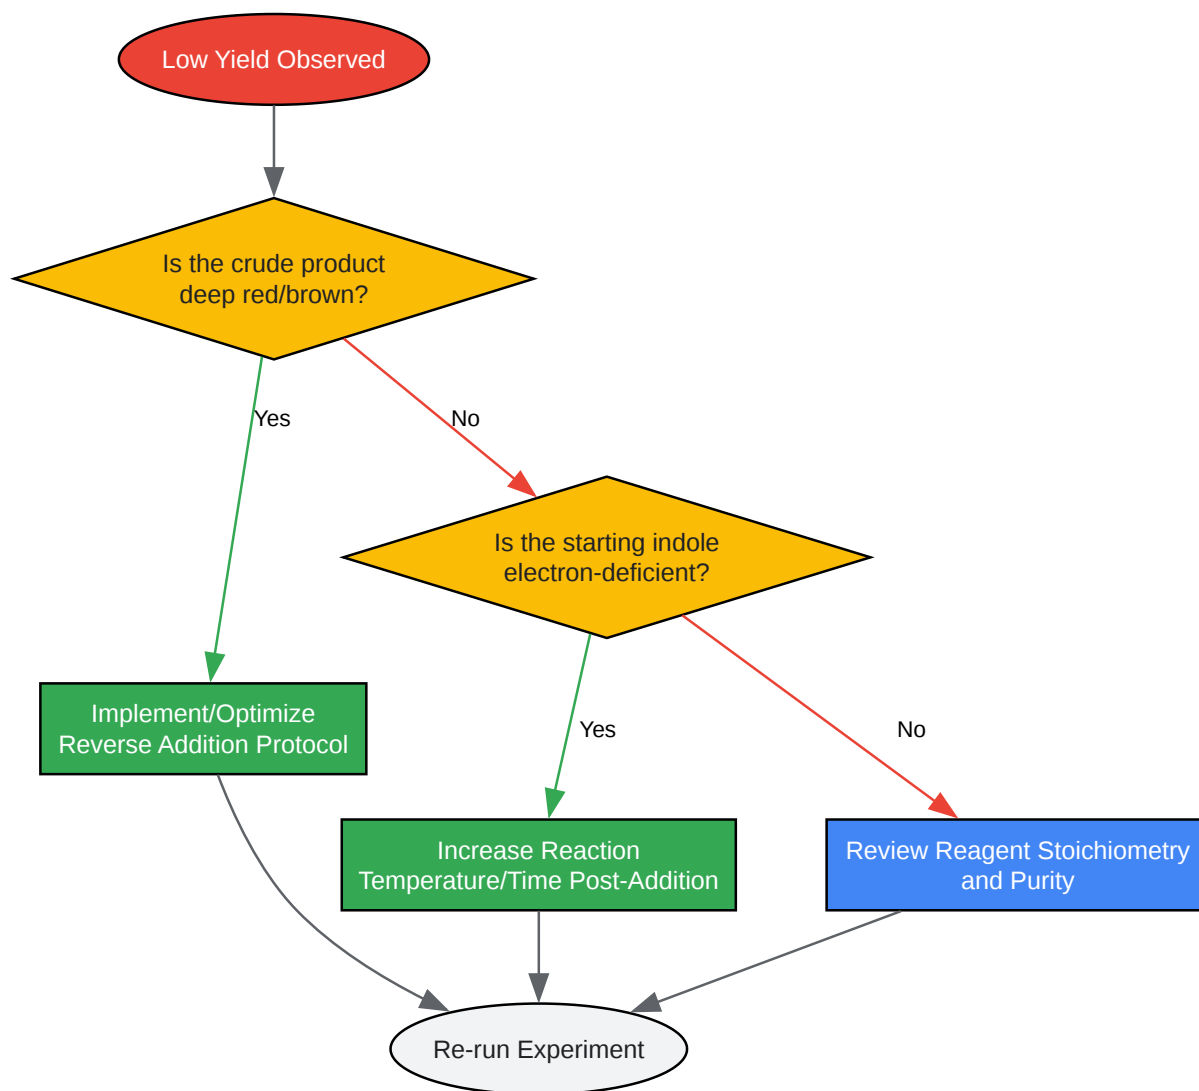 Low Yield Observed
Is the crude product
deep red/brown?
Yes
No
Is the starting indole
electron-deficient?
Implement/Optimize
Reverse Addition Protocol
Yes
No
Increase Reaction
Temperature/Time Post-Addition
Review Reagent Stoichiometry
and Purity
Re-run Experiment